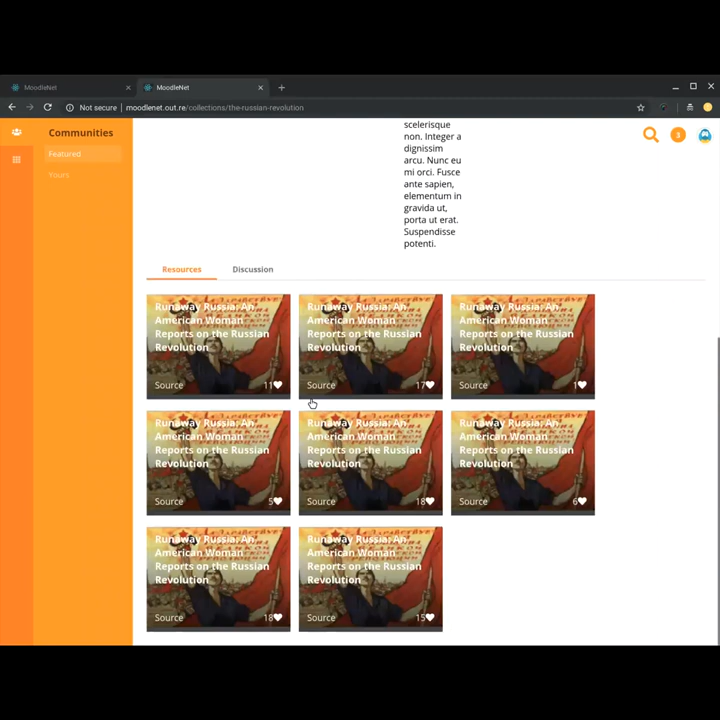 MoodleNet
MoodleNet
Not secure | moodlenet.out.re/collections/the-russian-revolution
Communities
Featured
Yours
3
scelerisque
non. Integer a
dignissim
arcu. Nunc eu
mi orci. Fusce
ante sapien,
elementum in
gravida ut,
porta ut erat.
Suspendisse
potenti.
Resources Discussion
Runaway Russia: An
American Woman
Reports on the Russian
Revolution
Source 11
Runaway Russia: An
American Woman
Reports on the Russian
Revolution
Source 17
Runaway Russia: An
American Woman
Reports on the Russian
Revolution
Source 1
Runaway Russia: An
American Woman
Reports on the Russian
Revolution
Source 5
Runaway Russia: An
American Woman
Reports on the Russian
Revolution
Source 18
Runaway Russia: An
American Woman
Reports on the Russian
Revolution
Source 6
Runaway Russia: An
American Woman
Reports on the Russian
Revolution
Source 18
Runaway Russia: An
American Woman
Reports on the Russian
Revolution
Source 15